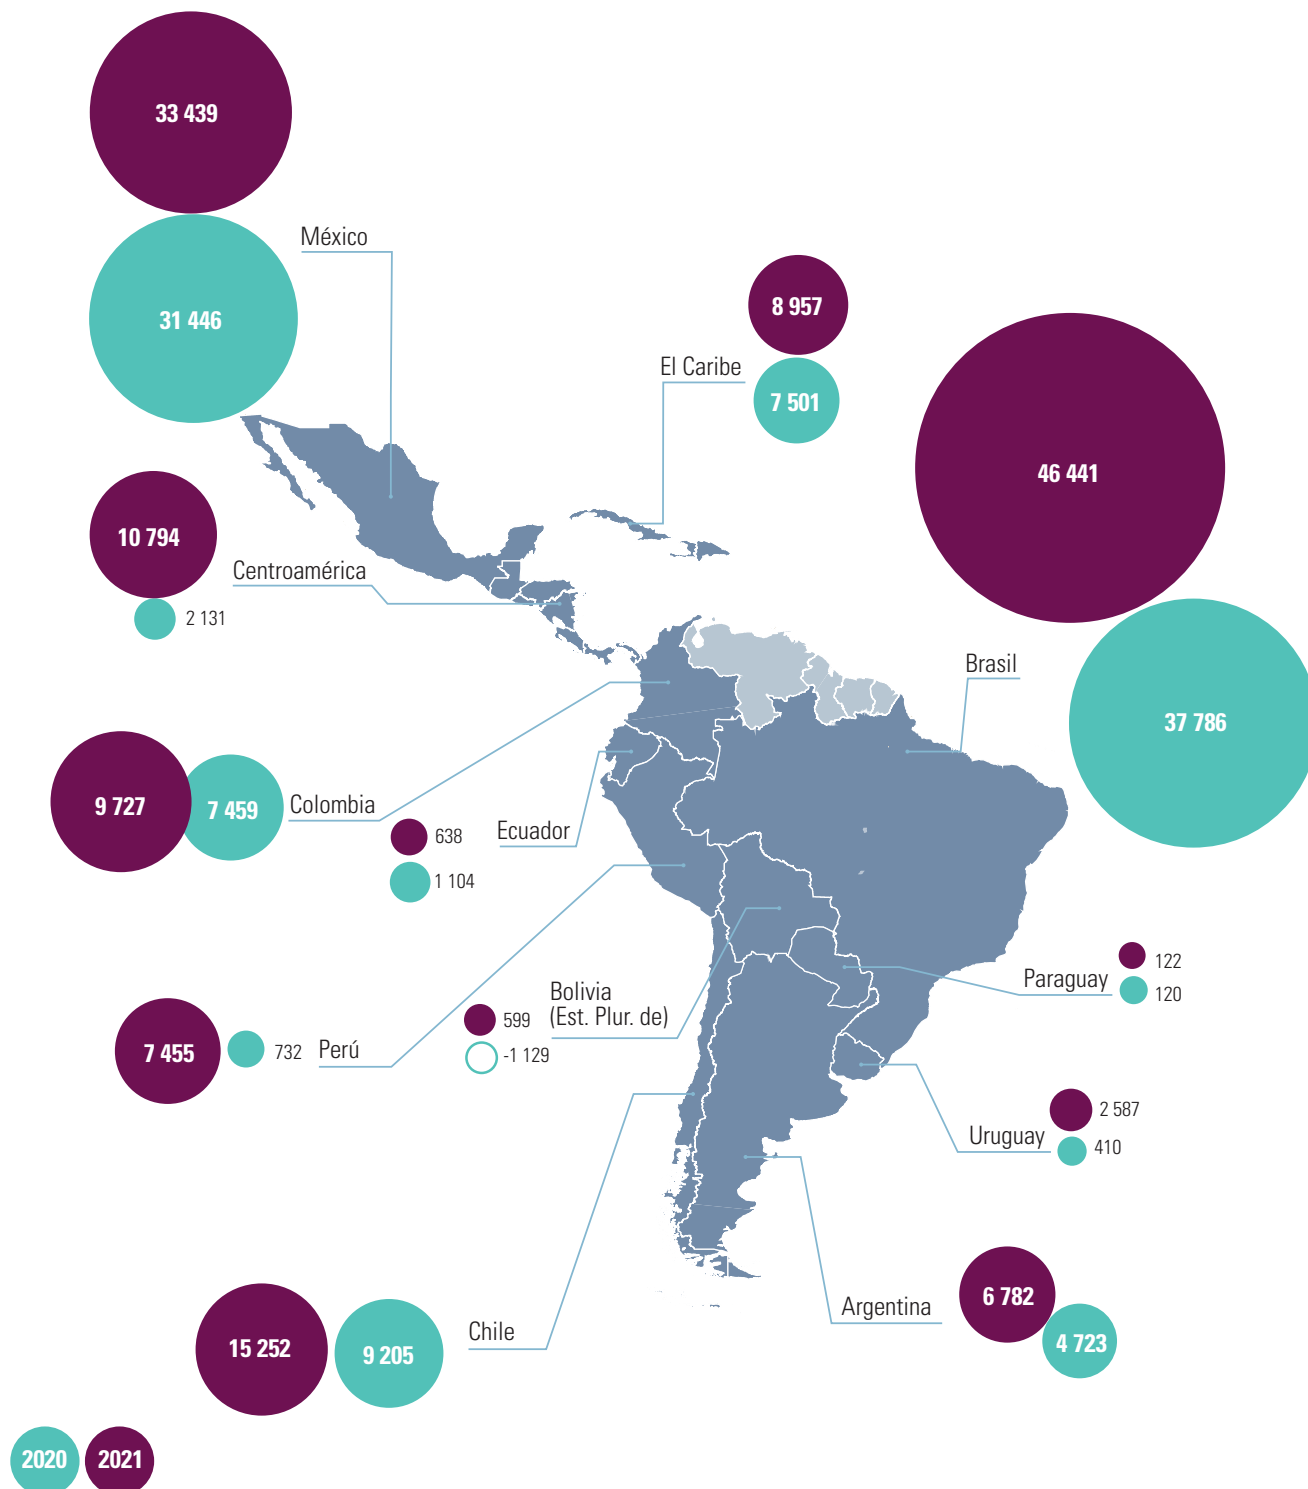 33 439
31 446
México
8 957
El Caribe
7 501
46 441
10 794
Centroamérica
2 131
Brasil
37 786
9 727
7 459
Colombia
638
Ecuador
1 104
122
Paraguay
120
Bolivia
(Est. Plur. de)
599
-1 129
7 455
732
Perú
2 587
Uruguay
410
6 782
Argentina
4 723
15 252
9 205
Chile
2020
2021